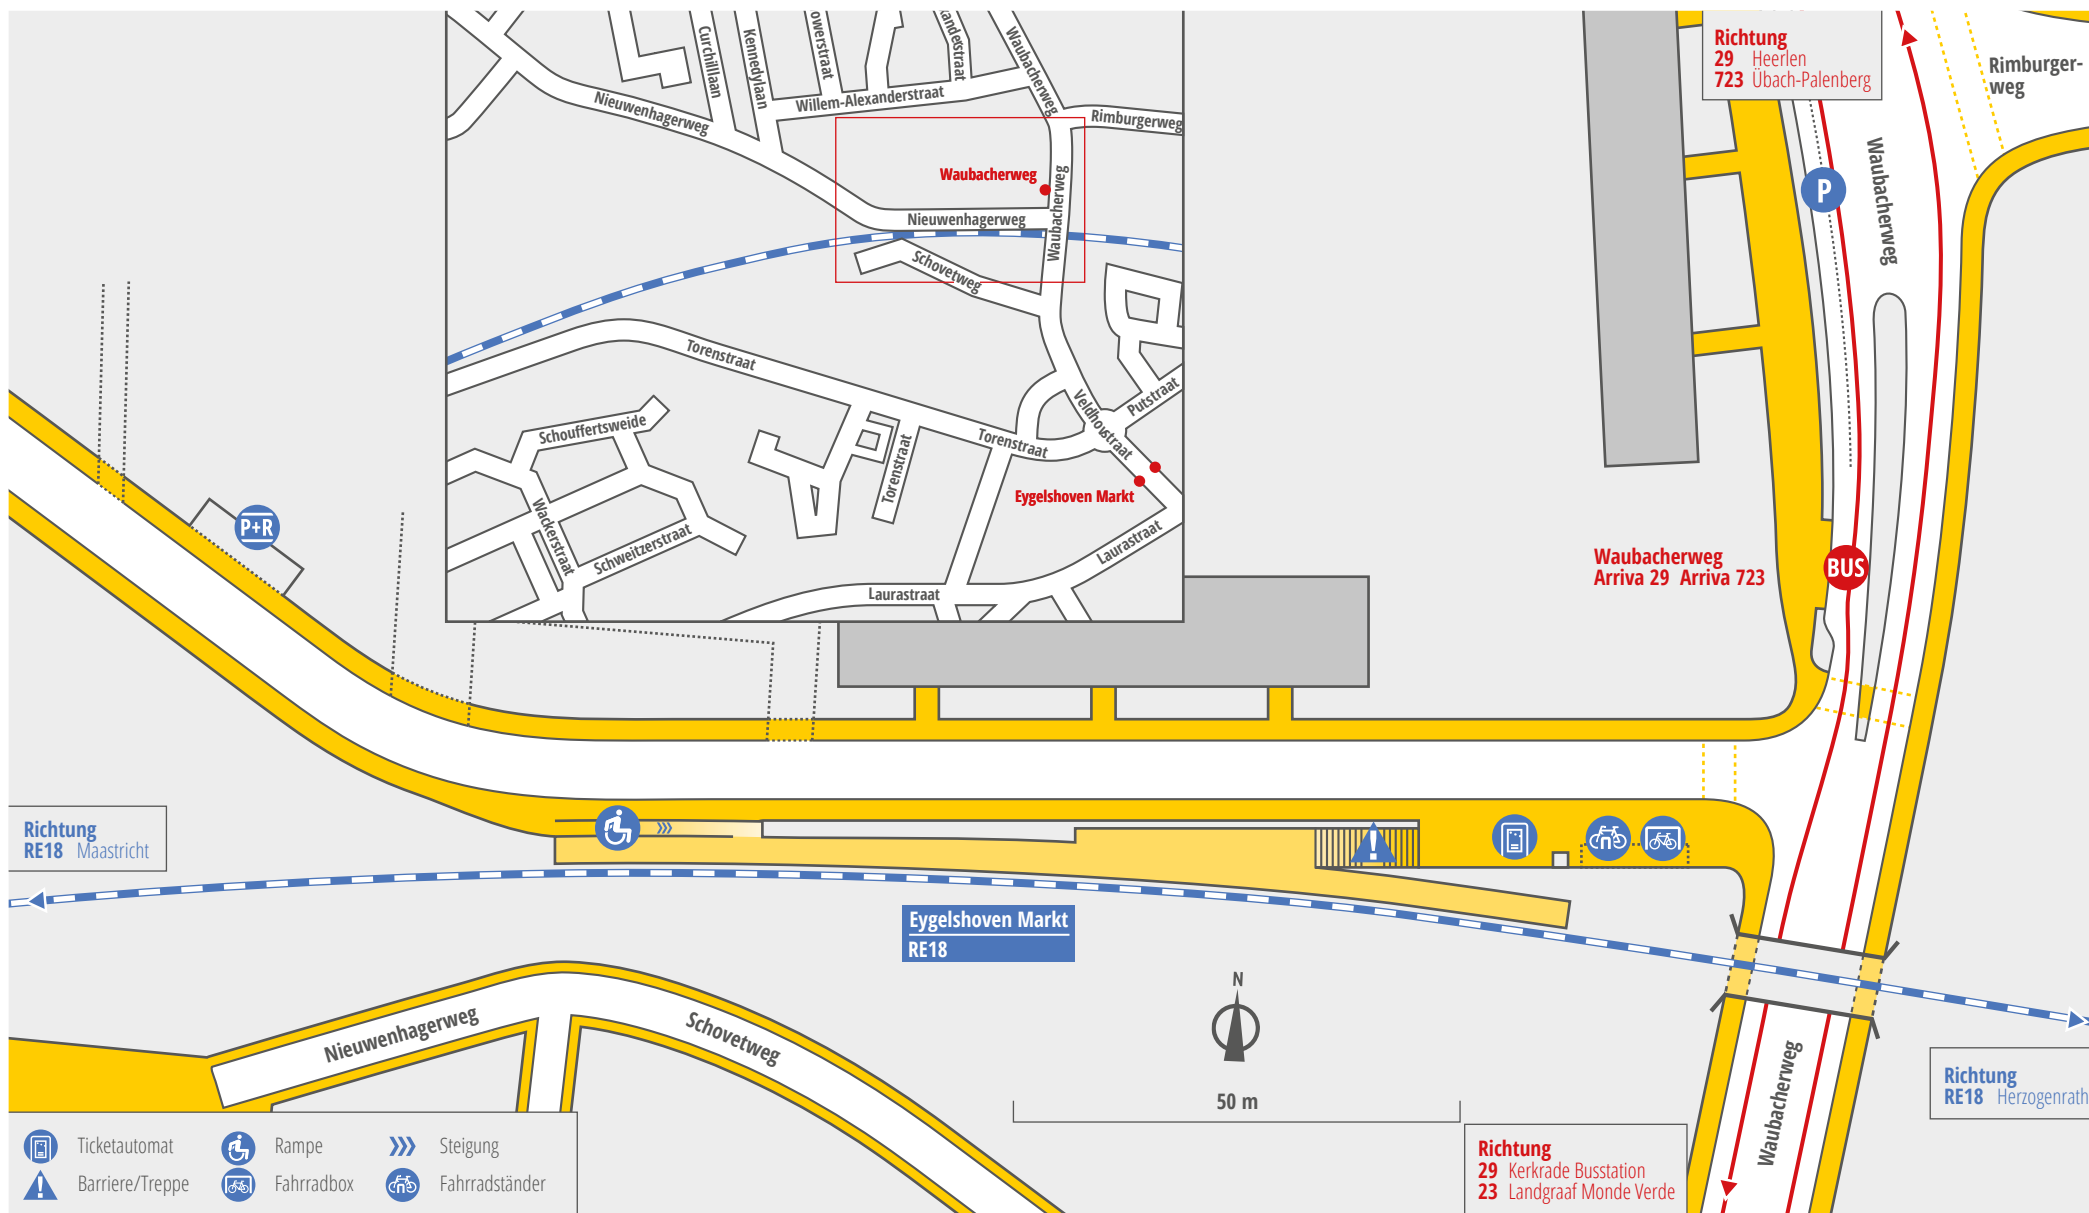 Curchilllaan
Kennedylaan
owerstraat
anderstraat
Waubacherweg
Willem-Alexanderstraat
Nieuwenhagerweg
Rimburgerweg
Waubacherweg
Waubacherweg
Nieuwenhagerweg
Schovetweg
Torenstraat
Veldhofstraat
Putstraat
Schouffertsweide
Torenstraat
Torenstraat
Eygelshoven Markt
Wackerstraat
Schweitzerstraat
Laurastraat
Laurastraat
Richtung
29 Heerlen
723 Übach-Palenberg
Rimburger-
weg
Waubacherweg
P
P+R
Waubacherweg
Arriva 29 Arriva 723
BUS
Richtung
RE18 Maastricht
Eygelshoven Markt
RE18
N
50 m
Nieuwenhagerweg
Schovetweg
Waubacherweg
Richtung
RE18 Herzogenrath
Richtung
29 Kerkrade Busstation
23 Landgraaf Monde Verde
Ticketautomat
Rampe
Steigung
Barriere/Treppe
Fahrradbox
Fahrradständer